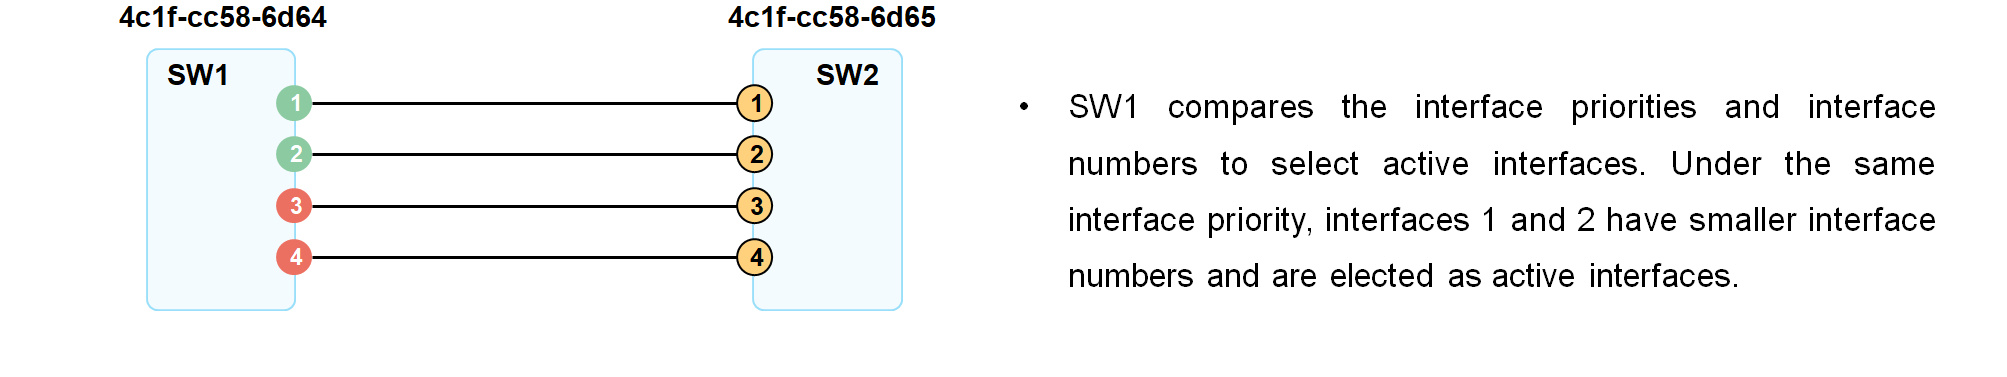 4c1f-cc58-6d64
4c1f-cc58-6d65
SW1
SW2
1
1
2
2
3
3
4
4
• SW1 compares the interface priorities and interface
numbers to select active interfaces. Under the same
interface priority, interfaces 1 and 2 have smaller interface
numbers and are elected as active interfaces.